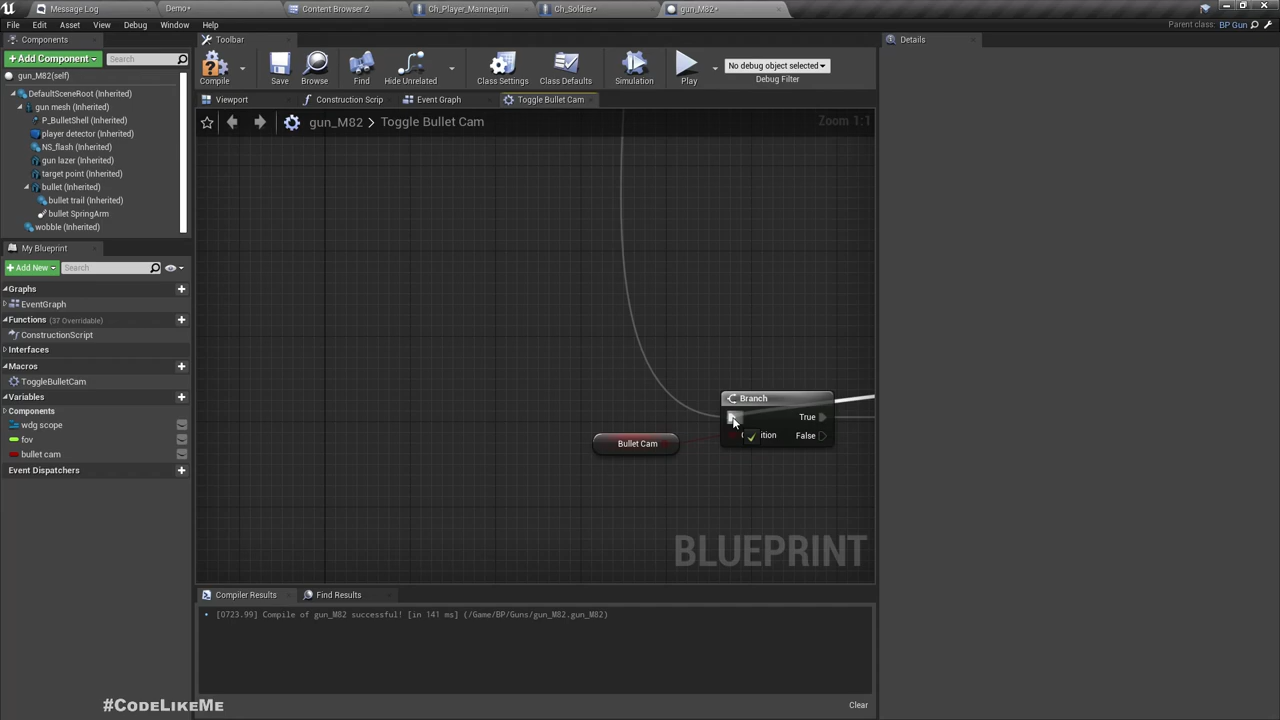 Message Log
Demo•
Content Browser 2
Ch_Player_Mannequin
Ch_Soldier•
gun_M82•
File Edit Asset View Debug Window Help
Parent class: BP Gun
Components
Toolbar
Details
+Add Component
Search
gun_M82(self)
DefaultSceneRoot (Inherited)
gun mesh (Inherited)
P_BulletShell (Inherited)
player detector (Inherited)
NS_flash (Inherited)
gun lazer (Inherited)
target point (Inherited)
bullet (Inherited)
bullet trail (Inherited)
bullet SpringArm
wobble (Inherited)
Compile
Save
Browse
Find
Hide Unrelated
Class Settings
Class Defaults
Simulation
Play
No debug object selected
Debug Filter
Viewport
Construction Scrip
Event Graph
Toggle Bullet Cam
gun_M82 > Toggle Bullet Cam
Zoom 1:1
My Blueprint
+Add New
Search
Graphs
EventGraph
Functions (37 Overridable)
ConstructionScript
Interfaces
Macros
ToggleBulletCam
Variables
Components
wdg scope
fov
bullet cam
Event Dispatchers
Branch
True
False
Bullet Cam
BLUEPRINT
Compiler Results
Find Results
[0723.99] Compile of gun_M82 successful! [in 141 ms] (/Game/BP/Guns/gun_M82.gun_M82)
Clear
#CodeLikeMe